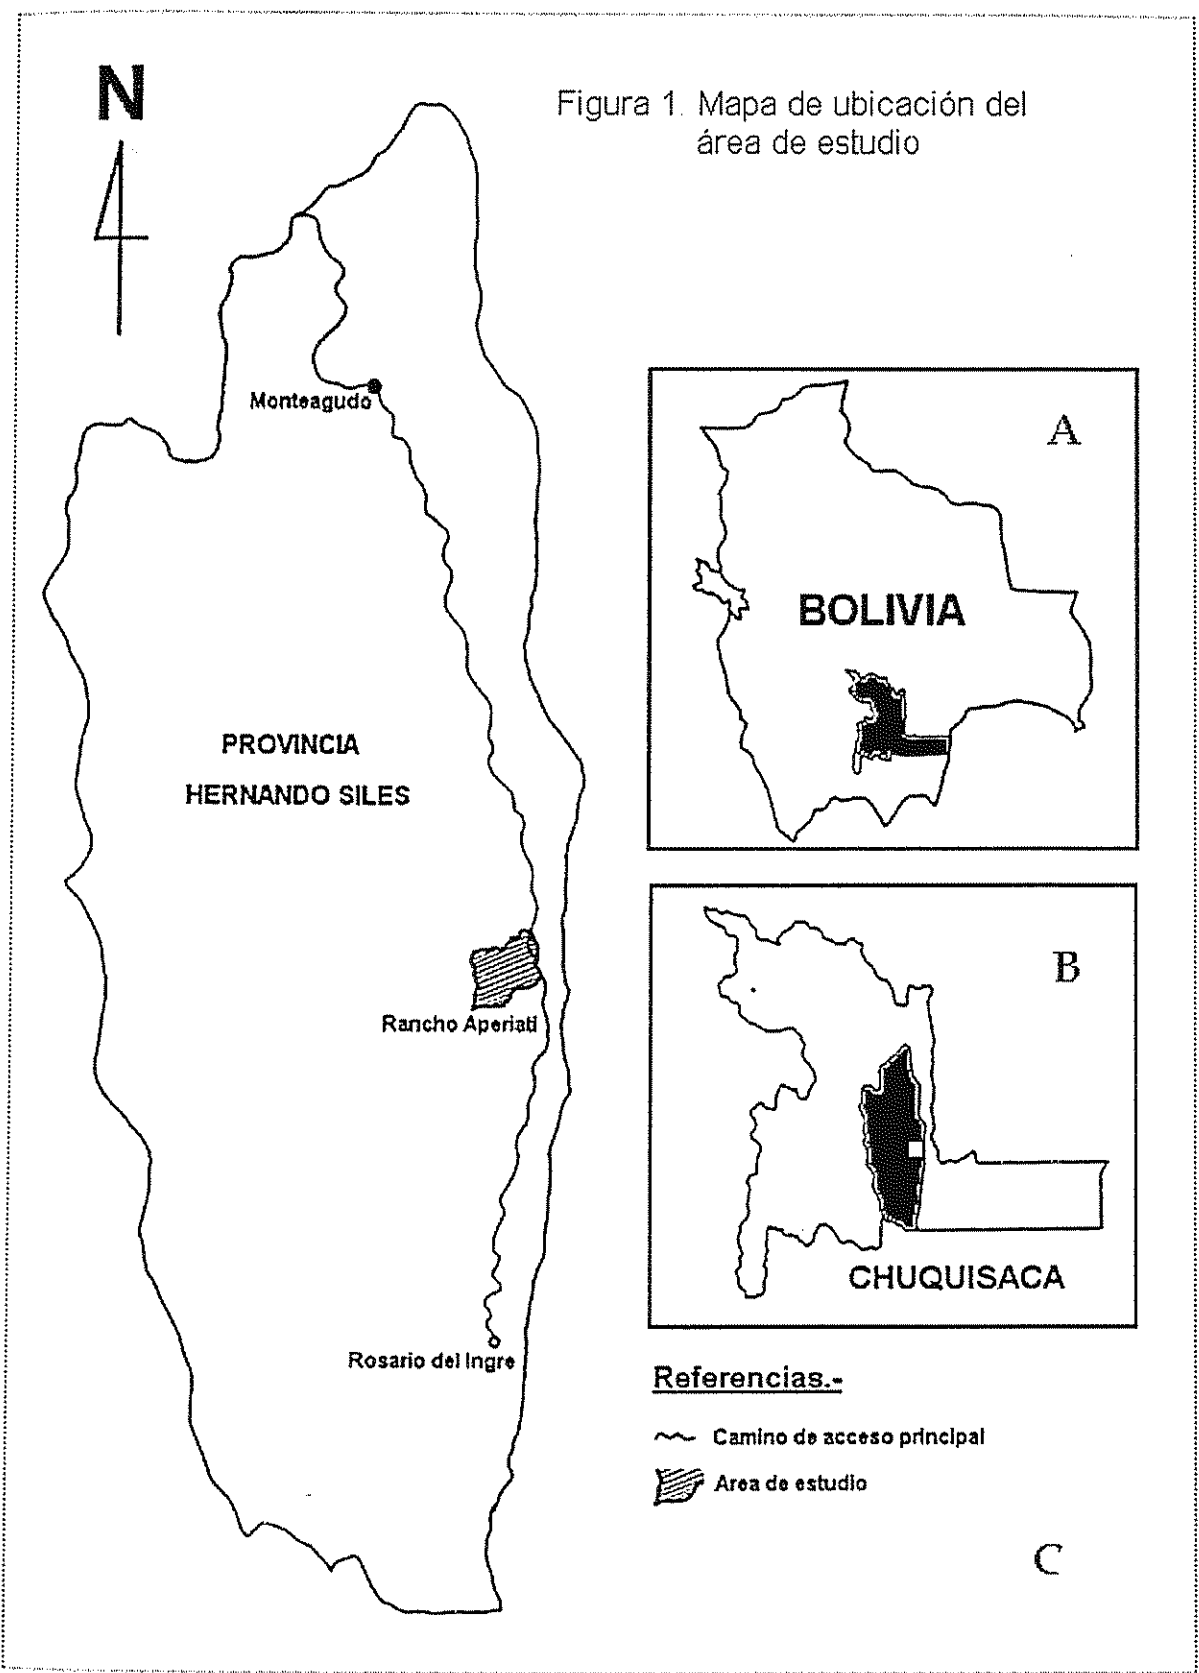 N
Figura 1. Mapa de ubicación del
área de estudio
Monteagudo
A
BOLIVIA
PROVINCIA
HERNANDO SILES
B
Rancho Aperiati
CHUQUISACA
Rosario del Ingre
Referencias.-
Camino de acceso principal
Area de estudio
C